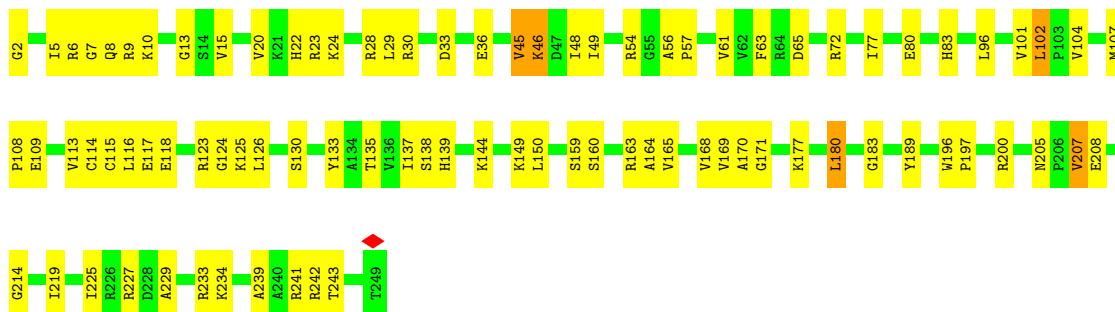 G2 I5 R6 G7 Q8 R9 K10 G13 S14 V15 V20 K21 H22 R23 K24 R28 L29 R30 D33 E36 V45 K46 D47 I48 I49 R54 G55 A56 P57 V61 V62 F63 R64 D65 R72 I77 E80 H83 L96 V101 L102 P103 V104 M107
P108 E109 V113 C114 C115 L116 E117 E118 R123 G124 K125 L126 S130 Y133 A134 T135 V136 I137 S138 H139 K144 K149 L150 S159 S160 R163 A164 V165 V168 V169 A170 G171 K177 L180 G183 Y189 W196 P197 R200 N205 P206 V207 E208
G214 I219 I225 R226 R227 D228 A229 R233 K234 A239 A240 R241 R242 T243 T249